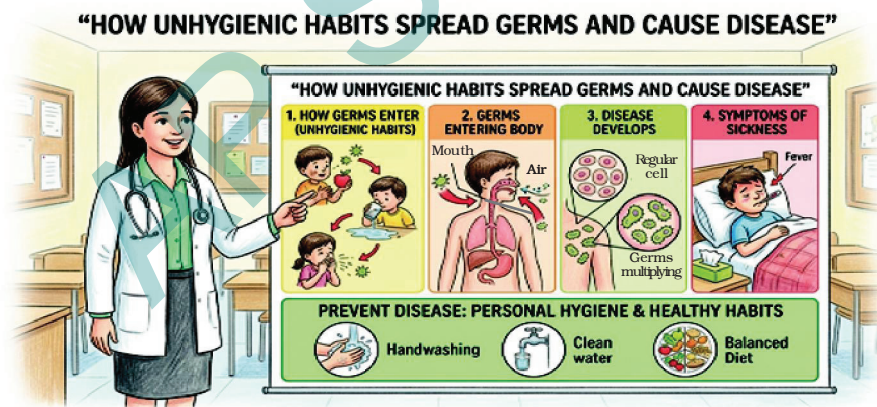 “HOW UNHYGIENIC HABITS SPREAD GERMS AND CAUSE DISEASE”
“HOW UNHYGIENIC HABITS SPREAD GERMS AND CAUSE DISEASE”
1. HOW GERMS ENTER
(UNHYGIENIC HABITS)
2. GERMS
ENTERING BODY
Mouth
Air
3. DISEASE
DEVELOPS
Regular
cell
Germs
multiplying
4. SYMPTOMS OF
SICKNESS
Fever
PREVENT DISEASE: PERSONAL HYGIENE & HEALTHY HABITS
Handwashing
Clean
water
Balanced
Diet